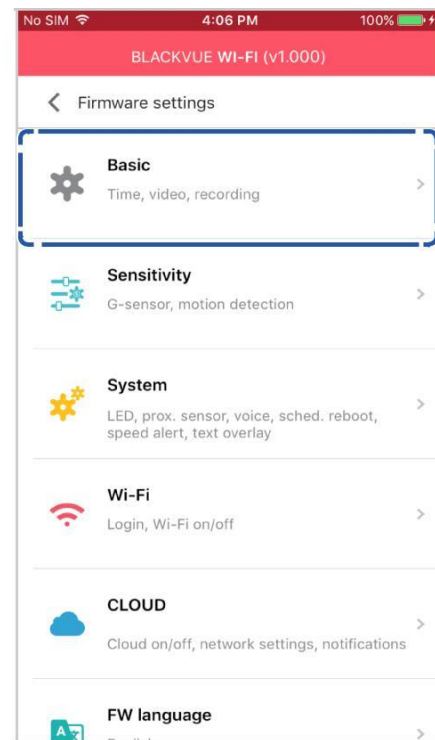 No SIM 4:06 PM 100%
BLACKVUE WI-FI (v1.000)
Firmware settings
Basic
Time, video, recording
Sensitivity
G-sensor, motion detection
System
LED, prox. sensor, voice, sched. reboot,
speed alert, text overlay
Wi-Fi
Login, Wi-Fi on/off
CLOUD
Cloud on/off, network settings, notifications
FW language